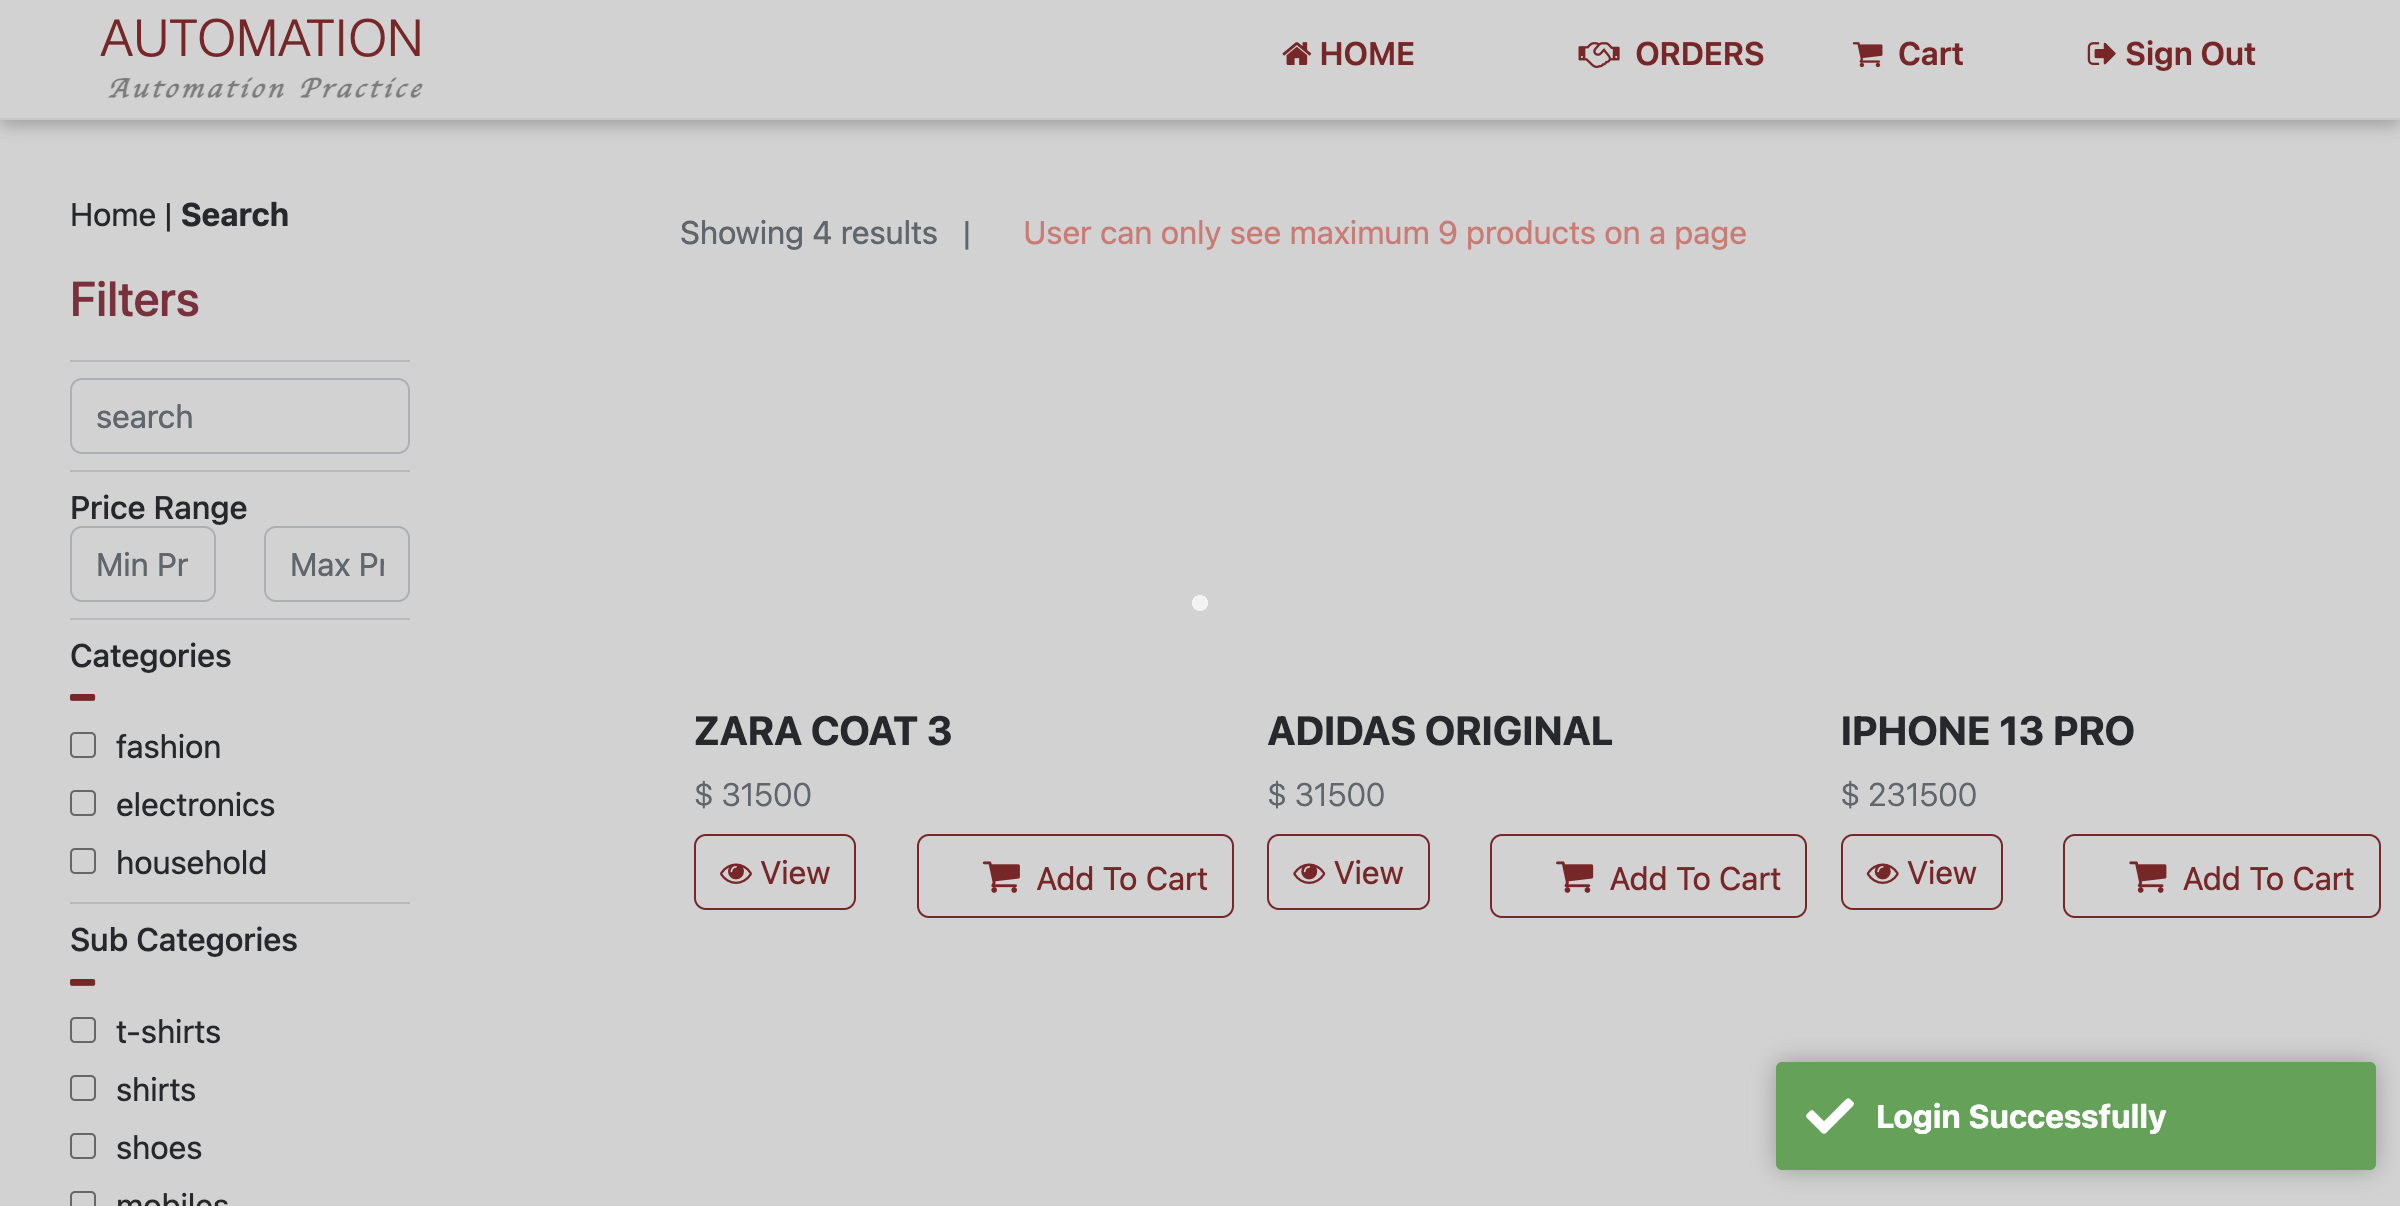 AUTOMATION
Automation Practice
HOME
ORDERS
Cart
Sign Out
Home | Search
Showing 4 results |
User can only see maximum 9 products on a page
Filters
search
Price Range
Min Pr
Max Pr
Categories
fashion
electronics
household
Sub Categories
t-shirts
shirts
shoes
mobiles
ZARA COAT 3
$ 31500
View
Add To Cart
ADIDAS ORIGINAL
$ 31500
View
Add To Cart
IPHONE 13 PRO
$ 231500
View
Add To Cart
Login Successfully